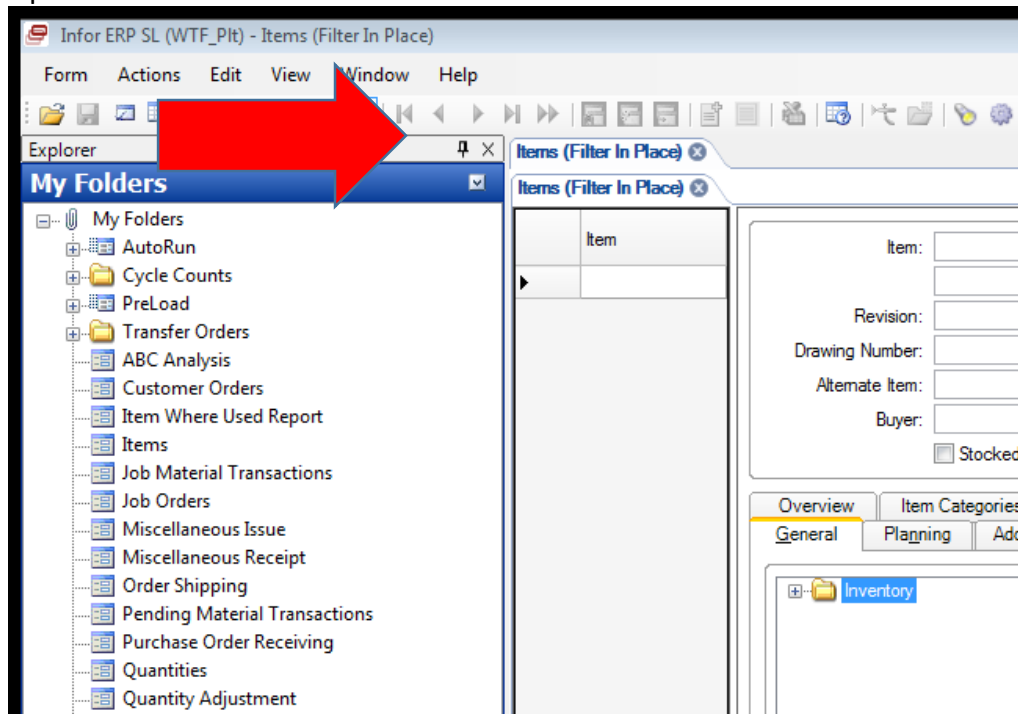 Infor ERP SL (WTF_Plt) - Items (Filter In Place)
Form Actions Edit View Window Help
Explorer
Items (Filter In Place)
My Folders
Items (Filter In Place)
My Folders
AutoRun
Cycle Counts
PreLoad
Transfer Orders
ABC Analysis
Customer Orders
Item Where Used Report
Items
Job Material Transactions
Job Orders
Miscellaneous Issue
Miscellaneous Receipt
Order Shipping
Pending Material Transactions
Purchase Order Receiving
Quantities
Quantity Adjustment
Item
Item:
Revision:
Drawing Number:
Alternate Item:
Buyer:
Stocked
Overview Item Categories
General Planning
Inventory